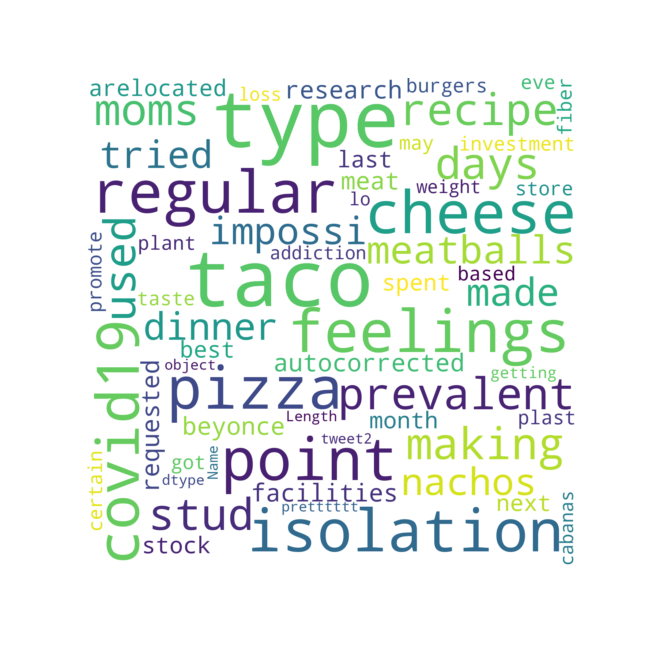 arelocated loss research burgers eve fiber
moms type recipe
may investment
tried last days
regular meat weight store
lo cheese
used impossi meatballs
promote plant addiction based
taco spent made
taste
covid19 dinner feelings
best autocorrected
object getting
requested pizza prevalent
Length month plast
beyonce tweet2 making
certain got Name point
dtype facilities nachos
stud prettttttt next cabanas
stock isolation